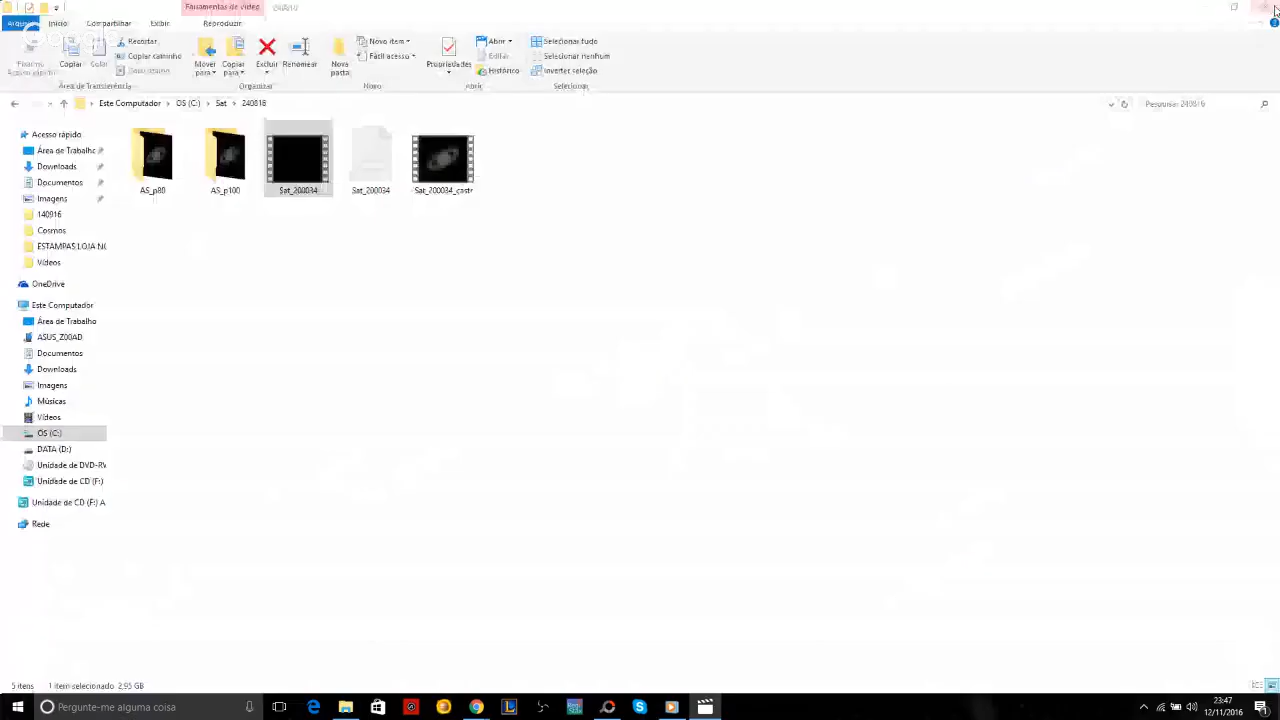 Ferramentas de Vídeo
240816
Arquivo Início Compartilhar Exibir Reproduzir
Copiar
Colar
Recortar
Copiar caminho
Mover
para
Copiar
para
Excluir
Renomear
Nova
pasta
Novo item
Fácil acesso
Propriedades
Abrir
Editar
Histórico
Selecionar tudo
Selecionar nenhum
Inverter seleção
Área de Transferência
Organizar
Novo
Abrir
Selecionar
Este Computador
OS (C:)
Sat
240816
Pesquisar 240816
Acesso rápido
Área de Trabalho
Downloads
Documentos
Imagens
140916
Cosmos
ESTAMPAS LOJA NO
Vídeos
OneDrive
Este Computador
Área de Trabalho
ASUS_Z00AD
Documentos
Downloads
Imagens
Músicas
Vídeos
OS (C:)
DATA (D:)
Unidade de DVD-RW
Unidade de CD (F:)
Unidade de CD (F:) A
Rede
AS_p80
AS_p100
Sat_200034
Sat_200034
Sat_200034_castr
5 itens
1 item selecionado 2,95 GB
Pergunte-me alguma coisa
23:47
12/11/2016